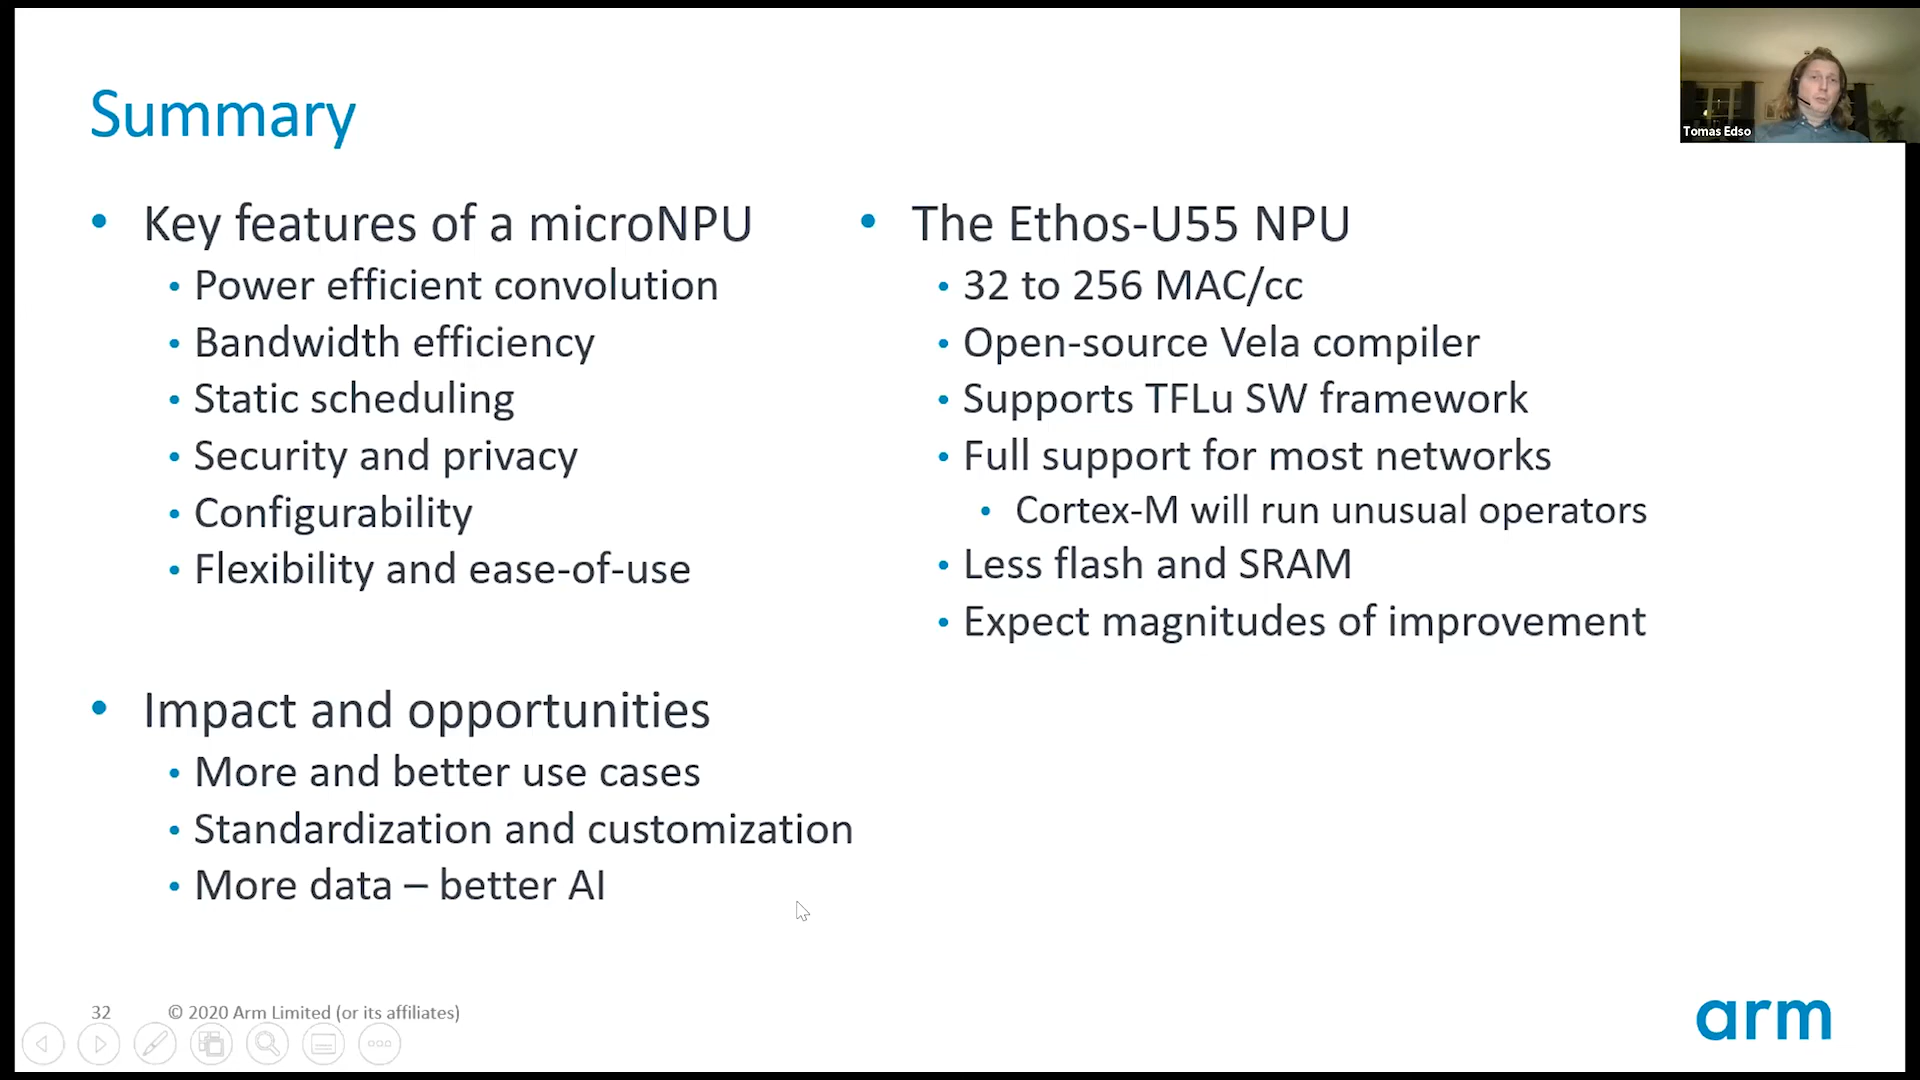 Summary
• Key features of a microNPU
• Power efficient convolution
• Bandwidth efficiency
• Static scheduling
• Security and privacy
• Configurability
• Flexibility and ease-of-use
• Impact and opportunities
• More and better use cases
• Standardization and customization
• More data – better AI
• The Ethos-U55 NPU
• 32 to 256 MAC/cc
• Open-source Vela compiler
• Supports TFLu SW framework
• Full support for most networks
• Cortex-M will run unusual operators
• Less flash and SRAM
• Expect magnitudes of improvement
Tomas Edso
32 © 2020 Arm Limited (or its affiliates)
arm